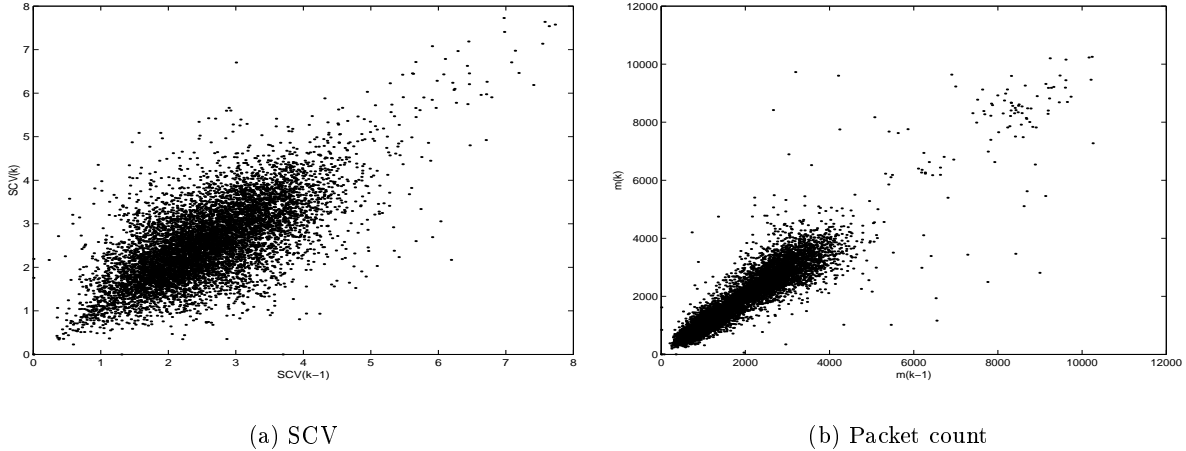 8
7
6
5
4
3
2
1
0
SCV(k)
0 1 2 3 4 5 6 7 8
SCV(k−1)
(a) SCV
12000
10000
8000
6000
4000
2000
0
m(k)
0 2000 4000 6000 8000 10000 12000
m(k−1)
(b) Packet count